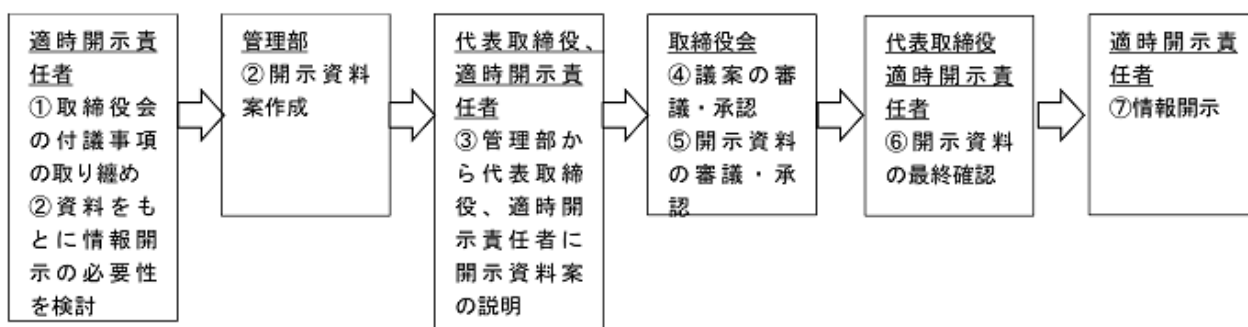 適時開示責
任者
①取締役会
の付議事項
の取り纏め
②資料をも
とに情報開
示の必要性
を検討
管理部
②開示資料
案作成
代表取締役、
適時開示責
任者
③管理部か
ら代表取締
役、適時開
示責任者に
開示資料案
の説明
取締役会
④議案の審
議・承認
⑤開示資料
の審議・承
認
代表取締役
適時開示責
任者
⑥開示資料
の最終確認
適時開示責
任者
⑦情報開示